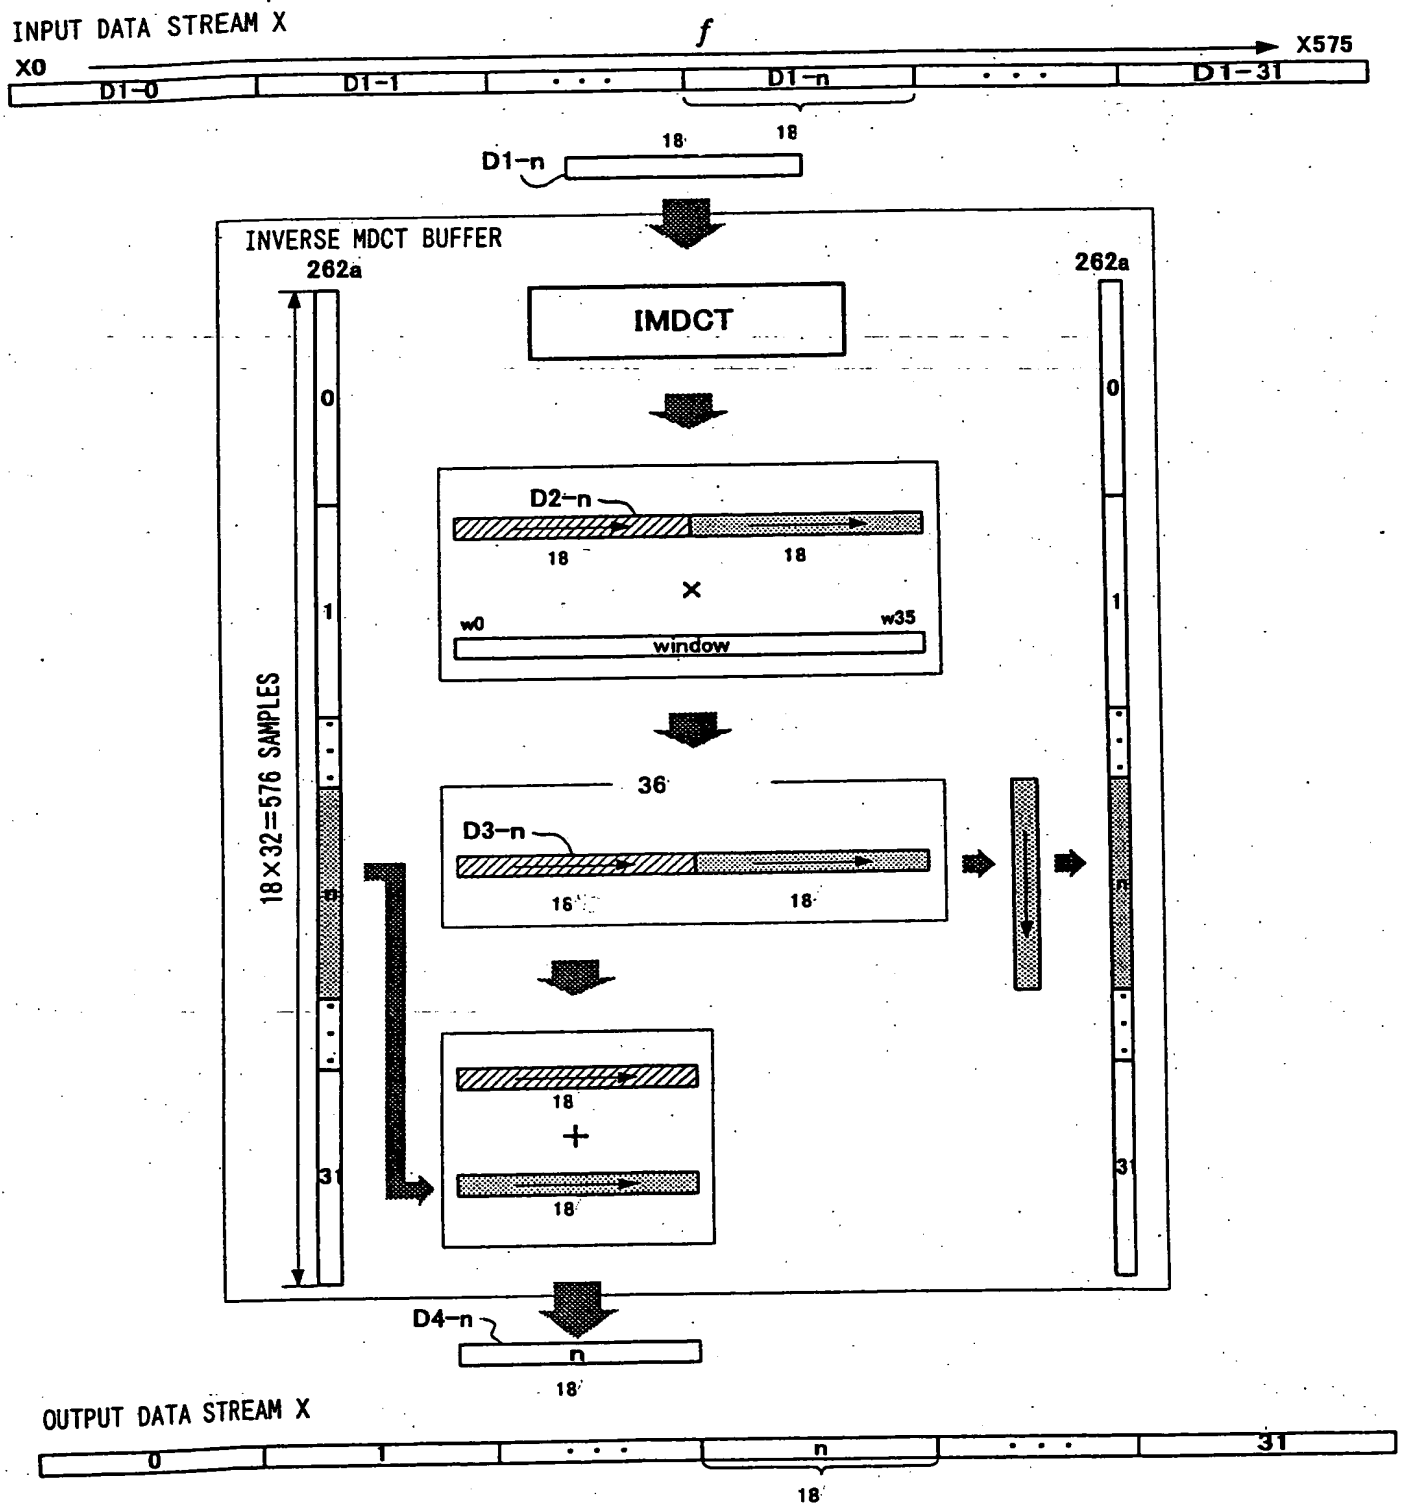 INPUT DATA STREAM X
f
X0
X575
D1-0
D1-1
. . .
D1-n
. . .
D1-31
18
18
D1-n
INVERSE MDCT BUFFER
262a
262a
IMDCT
0
0
D2-n
18
18
×
1
1
w0
w35
window
18×32=576 SAMPLES
36
D3-n
n
n
18
18
18
+
31
31
18
D4-n
n
18
OUTPUT DATA STREAM X
0
1
. . .
n
. . .
31
18